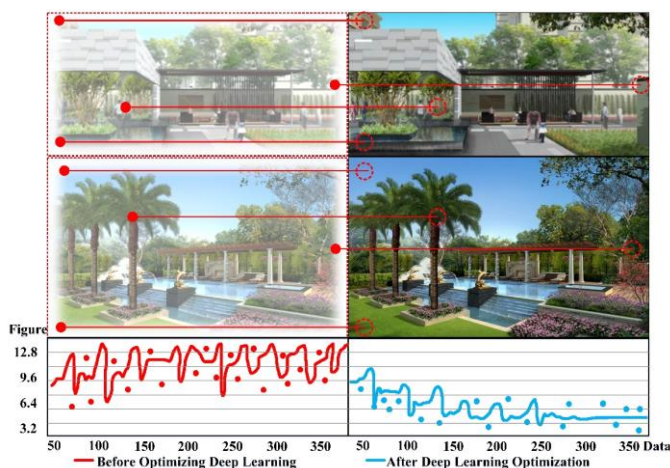 Figure
12.8
9.6
6.4
3.2
50 100 150 200 250 300 350 50 100 150 200 250 300 350 Data
Before Optimizing Deep Learning After Deep Learning Optimization